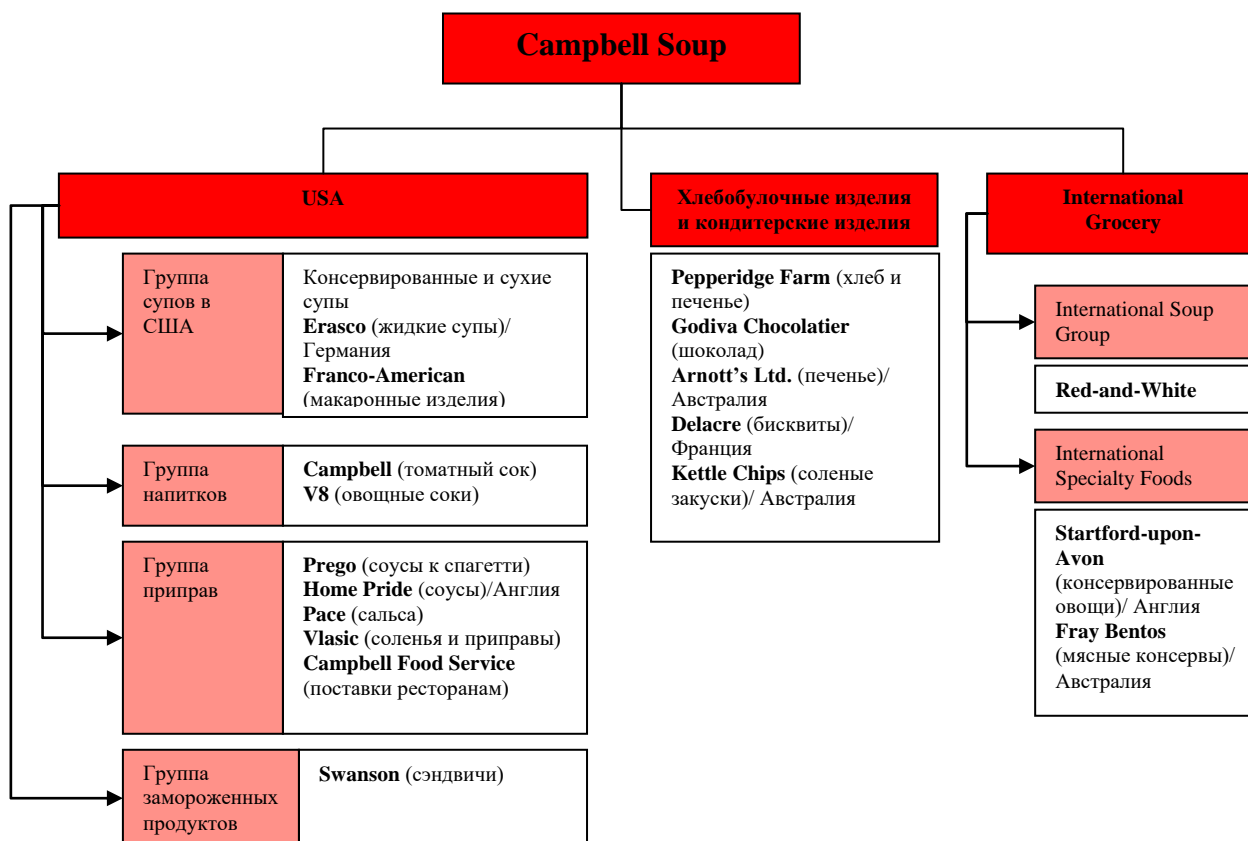 Campbell Soup
USA
Группа
супов в
США
Консервированные и сухие
супы
Erasco (жидкие супы)/
Германия
Franco-American
(макаронные изделия)
Группа
напитков
Campbell (томатный сок)
V8 (овощные соки)
Группа
приправ
Prego (соусы к спагетти)
Home Pride (соусы)/Англия
Pace (сальса)
Vlasic (соленья и приправы)
Campbell Food Service
(поставки ресторанам)
Группа
замороженных
продуктов
Swanson (сэндвичи)
Хлебобулочные изделия
и кондитерские изделия
Pepperidge Farm (хлеб и
печенье)
Godiva Chocolatier
(шоколад)
Arnott’s Ltd. (печенье)/
Австралия
Delacre (бисквиты)/
Франция
Kettle Chips (соленые
закуски)/ Австралия
International
Grocery
International Soup
Group
Red-and-White
International
Specialty Foods
Startford-upon-
Avon
(консервированные
овощи)/ Англия
Fray Bentos
(мясные консервы)/
Австралия